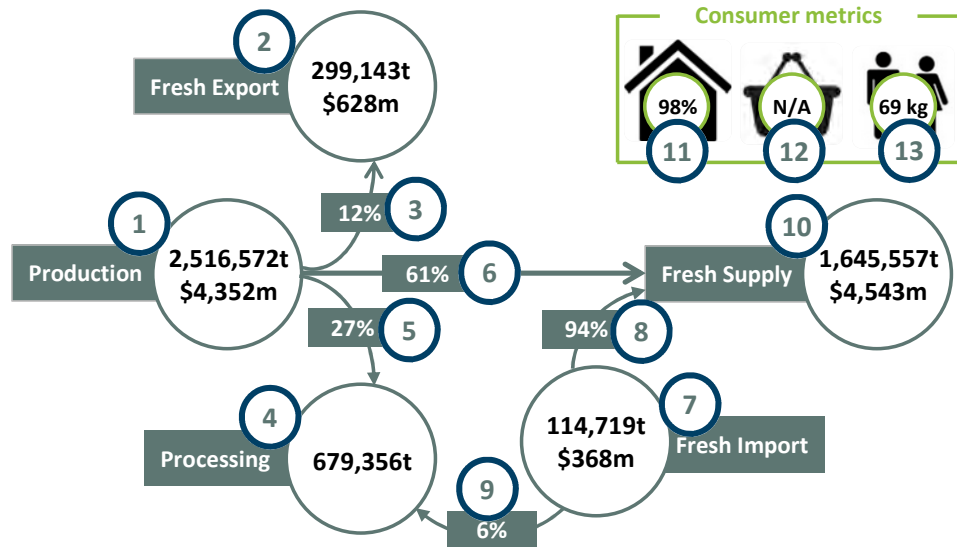 Consumer metrics
2
Fresh Export
299,143t
$628m
98%
N/A
69 kg
11
12
13
12%
3
1
Production
2,516,572t
$4,352m
61%
6
10
Fresh Supply
1,645,557t
$4,543m
27%
5
94%
8
4
Processing
679,356t
7
Fresh Import
114,719t
$368m
9
6%